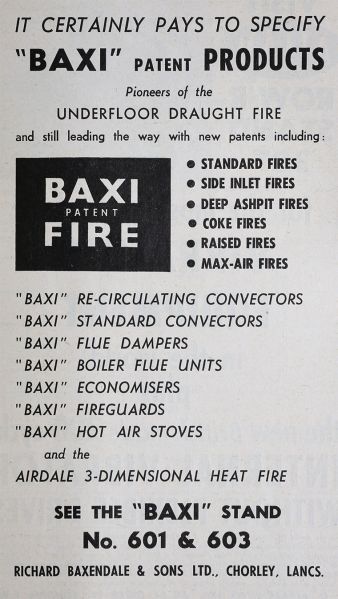 IT CERTAINLY PAYS TO SPECIFY
"BAXI" PATENT PRODUCTS
Pioneers of the
UNDERFLOOR DRAUGHT FIRE
and still leading the way with new patents including:
BAXI
PATENT
FIRE
● STANDARD FIRES
● SIDE INLET FIRES
● DEEP ASHPIT FIRES
● COKE FIRES
● RAISED FIRES
● MAX-AIR FIRES
"BAXI" RE-CIRCULATING CONVECTORS
"BAXI" STANDARD CONVECTORS
"BAXI" FLUE DAMPERS
"BAXI" BOILER FLUE UNITS
"BAXI" ECONOMISERS
"BAXI" FIREGUARDS
"BAXI" HOT AIR STOVES
and the
AIRDALE 3-DIMENSIONAL HEAT FIRE
SEE THE "BAXI" STAND
No. 601 & 603
RICHARD BAXENDALE & SONS LTD., CHORLEY, LANCS.